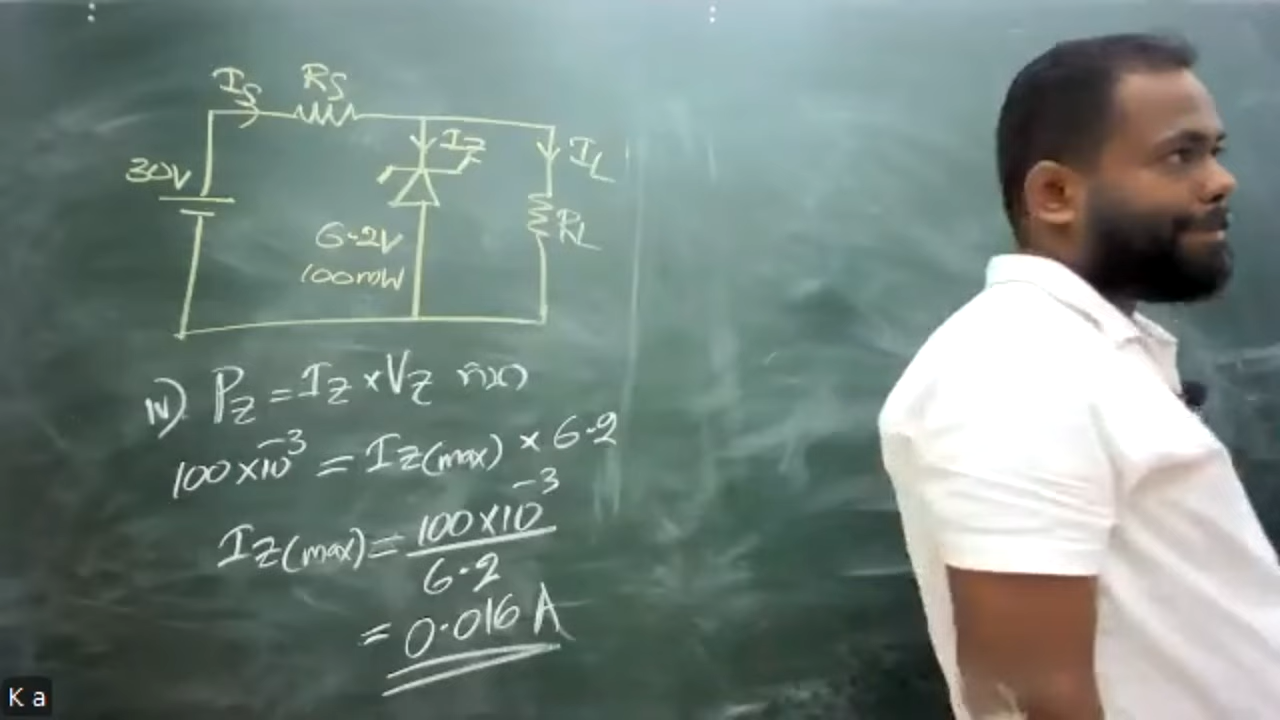 Is Rs
30V
Iz
IL
RL
6.2V
100mW
iv) Pz = Iz × Vz
100×10⁻³ = Iz(max) × 6.2
Iz(max) = 100×10⁻³
6.2
= 0.016 A
K a